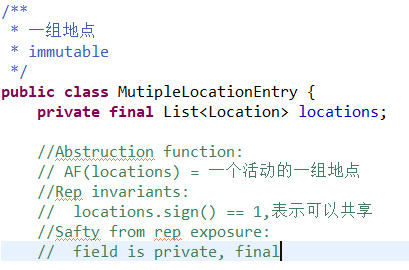 /**
 * 一组地点
 * immutable
 */
public class MutipleLocationEntry {
    private final List<Location> locations;
    //Abstruction function:
    // AF(locations) = 一个活动的一组地点
    //Rep invariants:
    //  locations.sign() == 1,表示可以共享
    //Safty from rep exposure:
    //  field is private, final